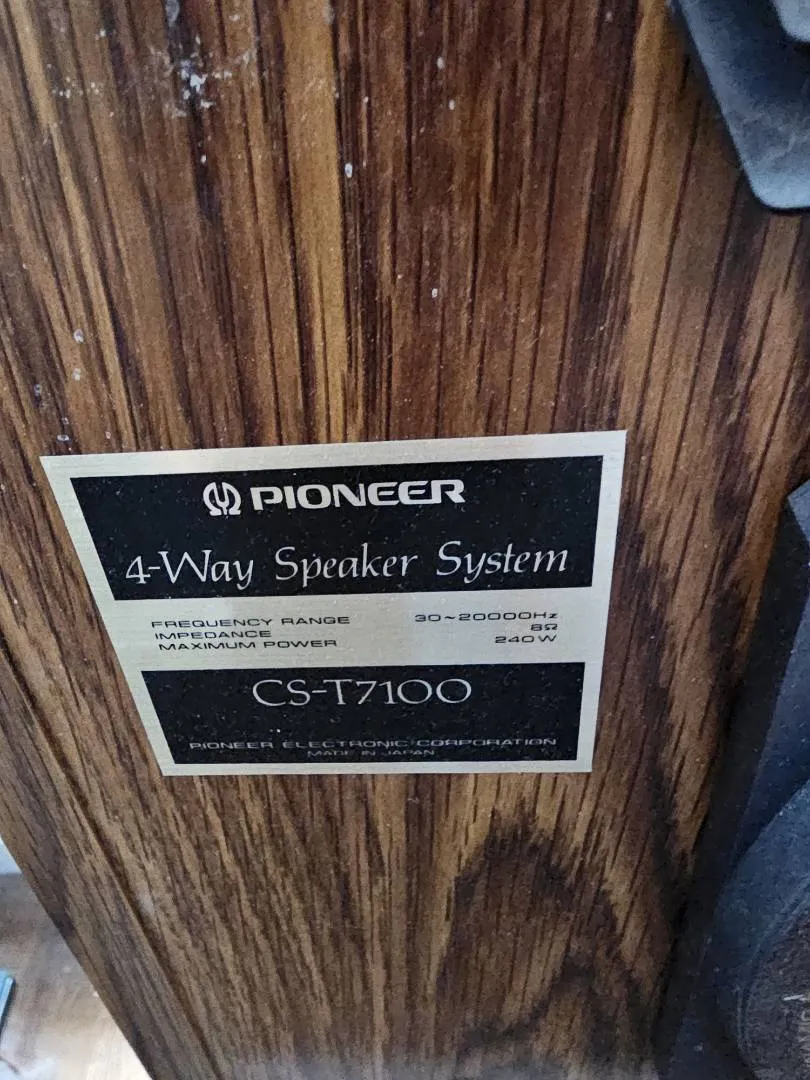 PIONEER
4-Way Speaker System
FREQUENCY RANGE 30~20000Hz
IMPEDANCE 8Ω
MAXIMUM POWER 240W
CS-T7100
PIONEER ELECTRONIC CORPORATION
MADE IN JAPAN